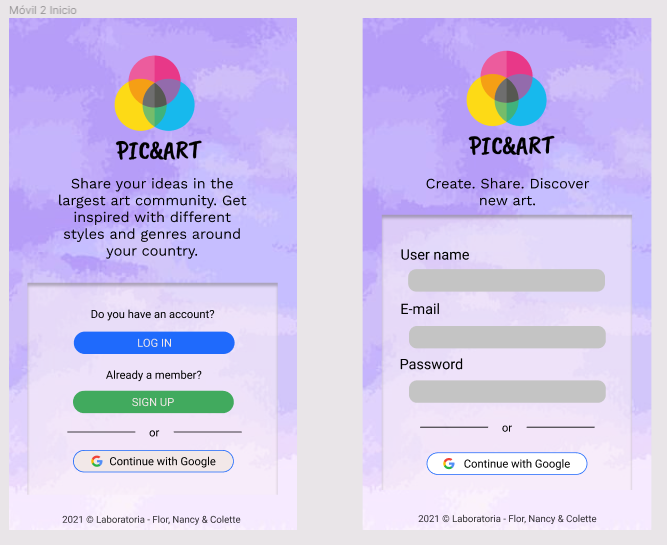 Móvil 2 Inicio
PIC&ART
Share your ideas in the
largest art community. Get
inspired with different
styles and genres around
your country.
Do you have an account?
LOG IN
Already a member?
SIGN UP
or
Continue with Google
2021 © Laboratoria - Flor, Nancy & Colette
PIC&ART
Create. Share. Discover
new art.
User name
E-mail
Password
or
Continue with Google
2021 © Laboratoria - Flor, Nancy & Colette